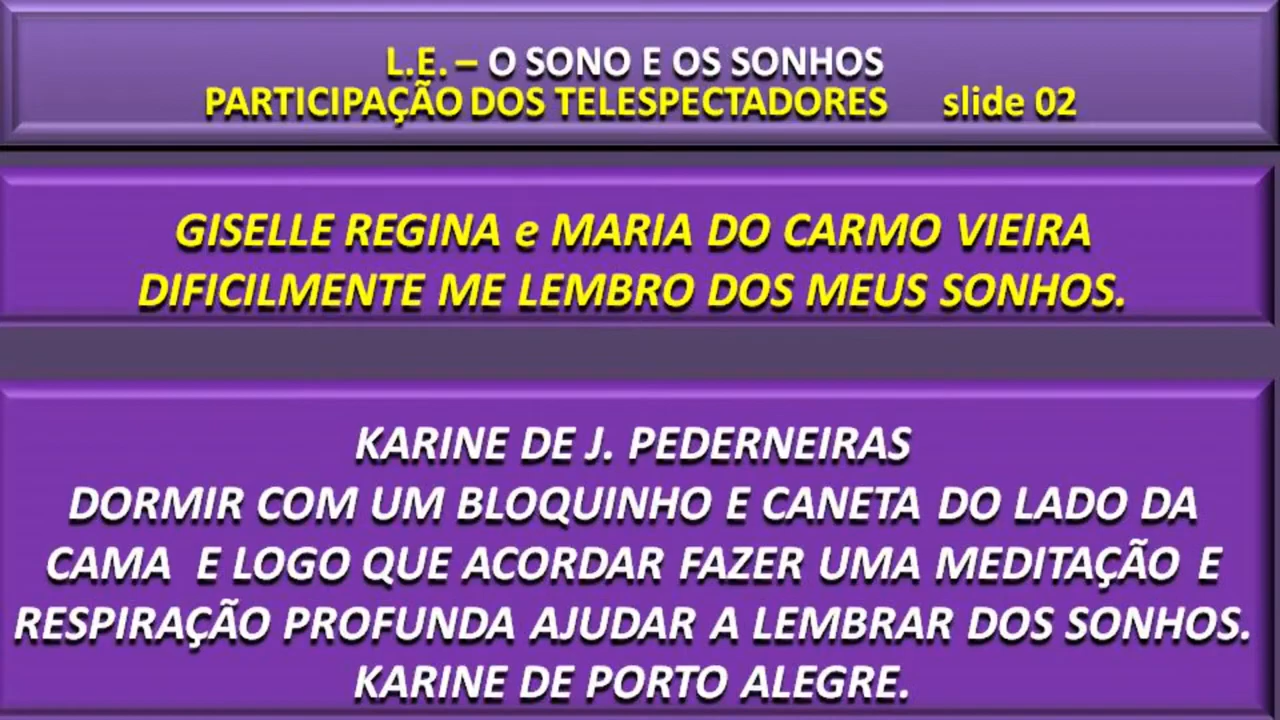 L.E. – O SONO E OS SONHOS
PARTICIPAÇÃO DOS TELESPECTADORES slide 02
GISELLE REGINA e MARIA DO CARMO VIEIRA
DIFICILMENTE ME LEMBRO DOS MEUS SONHOS.
KARINE DE J. PEDERNEIRAS
DORMIR COM UM BLOQUINHO E CANETA DO LADO DA
CAMA E LOGO QUE ACORDAR FAZER UMA MEDITAÇÃO E
RESPIRAÇÃO PROFUNDA AJUDAR A LEMBRAR DOS SONHOS.
KARINE DE PORTO ALEGRE.